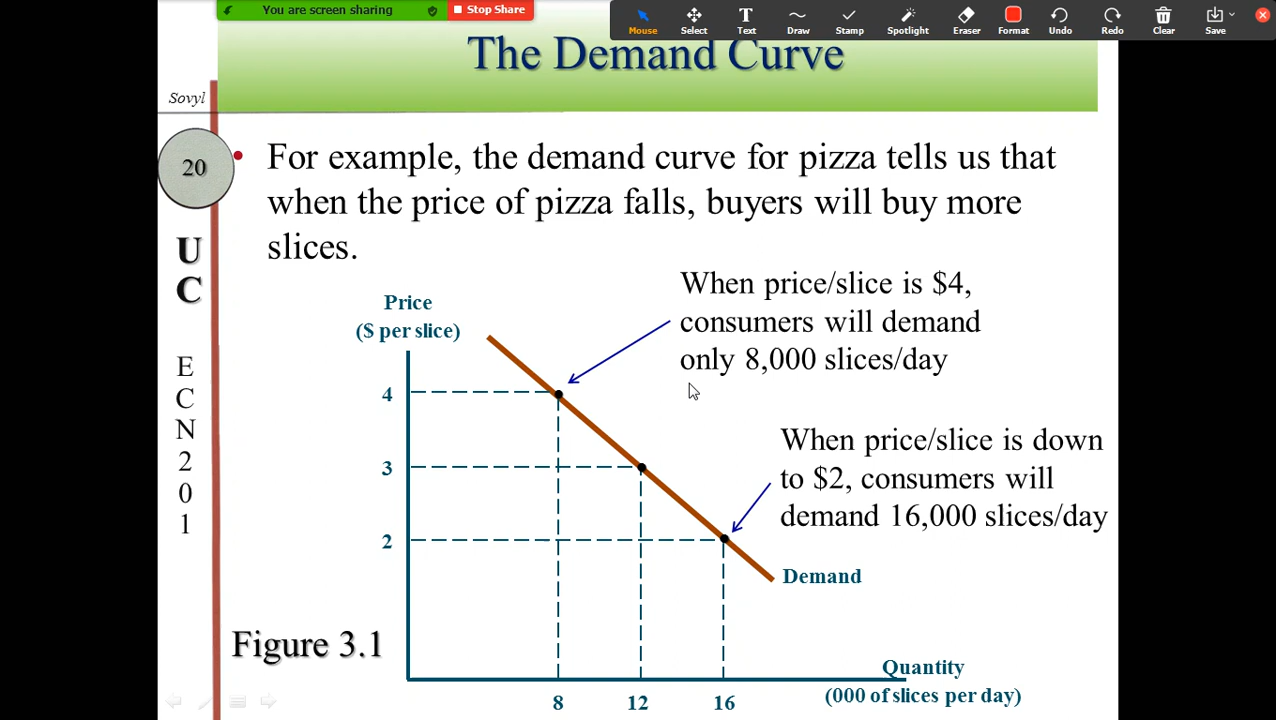 You are screen sharing
Stop Share
Mouse
Select
Text
Draw
Stamp
Spotlight
Eraser
Format
Undo
Redo
Clear
Save
The Demand Curve
Sovyl
20
UC
ECN201
• For example, the demand curve for pizza tells us that
when the price of pizza falls, buyers will buy more
slices.
When price/slice is $4,
consumers will demand
only 8,000 slices/day
When price/slice is down
to $2, consumers will
demand 16,000 slices/day
Price
($ per slice)
4
3
2
Demand
Figure 3.1
Quantity
(000 of slices per day)
8 12 16